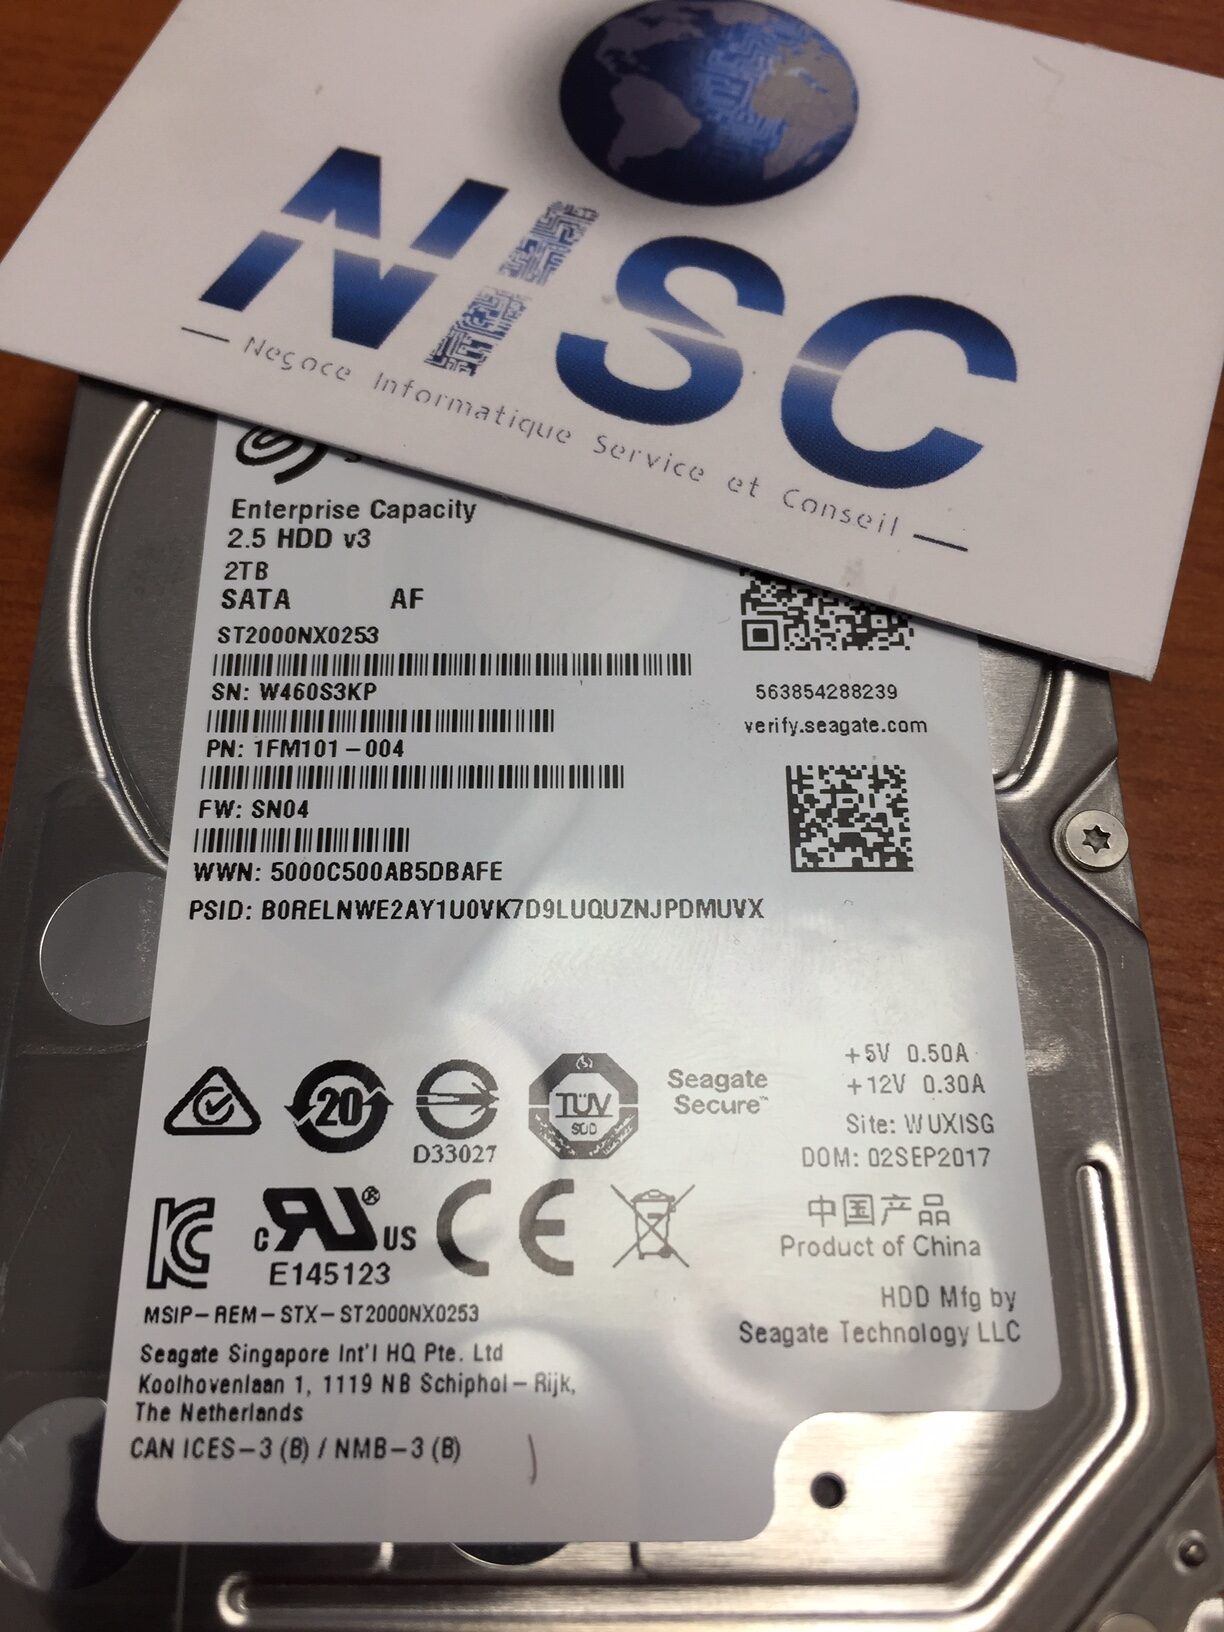 NISC
Negoce Informatique Service et Conseil
Enterprise Capacity
2.5 HDD v3
2TB
SATA AF
ST2000NX0253
SN: W460S3KP
PN: 1FM101-004
FW: SN04
WWN: 5000C500AB5DBAFE
PSID: B0RELNWE2AY1U0VK7D9LUQUZNJPDMUVX
563854288239
verify.seagate.com
20
D33027
TÜV
SÜD
Seagate
Secure™
+5V 0.50A
+12V 0.30A
Site: WUXISG
DOM: 02SEP2017
中国产品
Product of China
HDD Mfg by
Seagate Technology LLC
KC
c RU ® US
E145123
CE
MSIP-REM-STX-ST2000NX0253
Seagate Singapore Int'l HQ Pte. Ltd
Koolhovenlaan 1, 1119 NB Schiphol-Rijk,
The Netherlands
CAN ICES-3 (B) / NMB-3 (B)